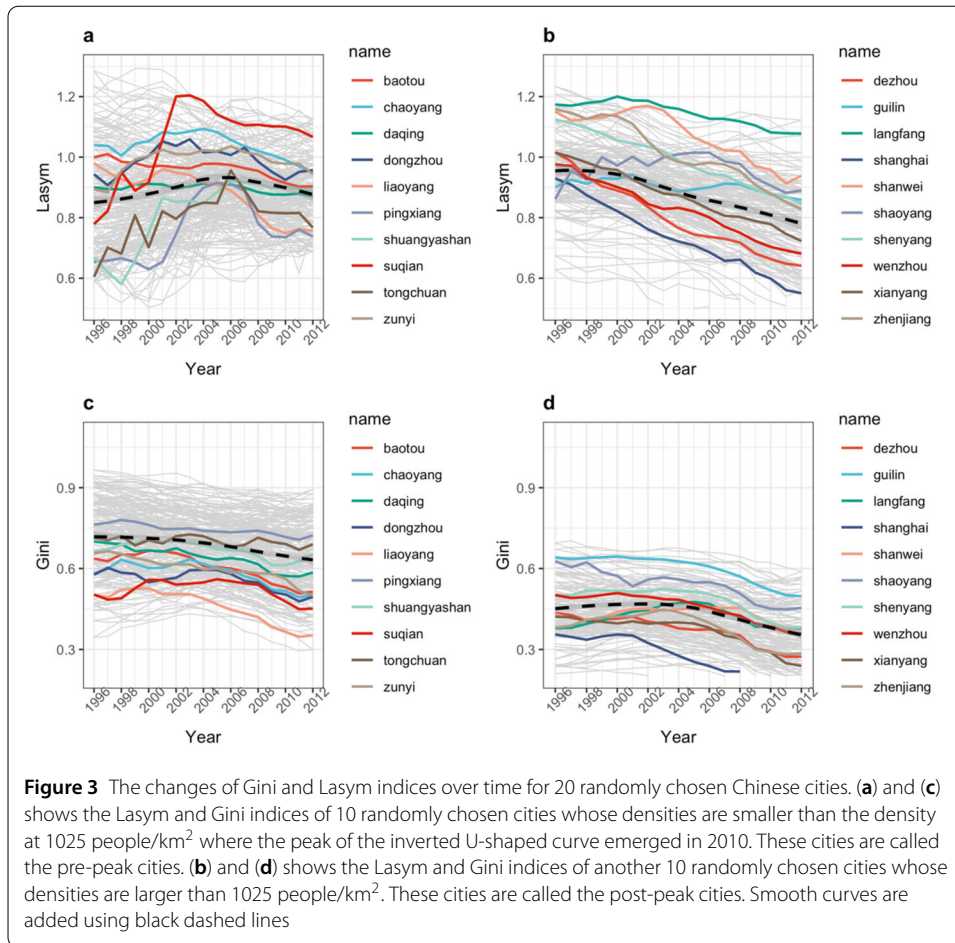 a
name
Lasym
1.2
1.0
0.8
0.6
1996
1998
2000
2002
2004
2006
2008
2010
2012
Year
baotou
chaoyang
daqing
dongzhou
liaoyang
pingxiang
shuangyashan
suqian
tongchuan
zunyi
b
name
Lasym
1.2
1.0
0.8
0.6
1996
1998
2000
2002
2004
2006
2008
2010
2012
Year
dezhou
guilin
langfang
shanghai
shanwei
shaoyang
shenyang
wenzhou
xianyang
zhenjiang
c
name
Gini
0.9
0.6
0.3
1996
1998
2000
2002
2004
2006
2008
2010
2012
Year
baotou
chaoyang
daqing
dongzhou
liaoyang
pingxiang
shuangyashan
suqian
tongchuan
zunyi
d
name
Gini
0.9
0.6
0.3
1996
1998
2000
2002
2004
2006
2008
2010
2012
Year
dezhou
guilin
langfang
shanghai
shanwei
shaoyang
shenyang
wenzhou
xianyang
zhenjiang
Figure 3 The changes of Gini and Lasym indices over time for 20 randomly chosen Chinese cities. (a) and (c)
shows the Lasym and Gini indices of 10 randomly chosen cities whose densities are smaller than the density
at 1025 people/km² where the peak of the inverted U-shaped curve emerged in 2010. These cities are called
the pre-peak cities. (b) and (d) shows the Lasym and Gini indices of another 10 randomly chosen cities whose
densities are larger than 1025 people/km². These cities are called the post-peak cities. Smooth curves are
added using black dashed lines